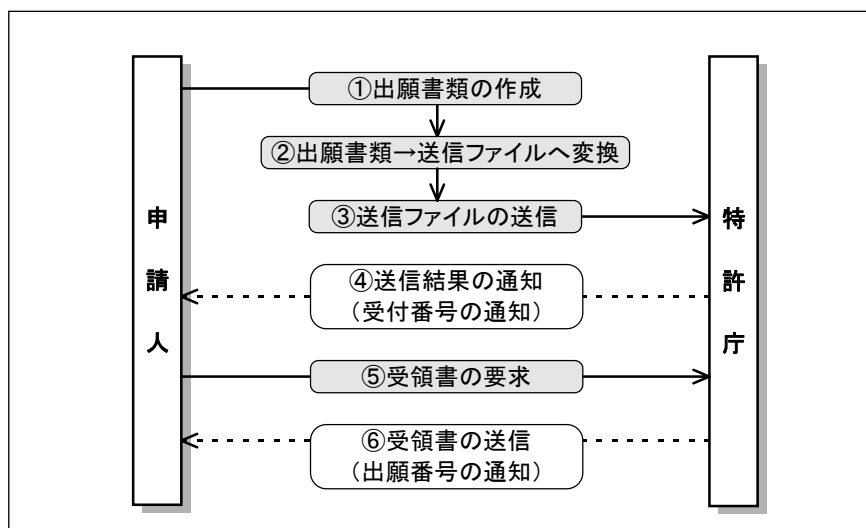 ①出願書類の作成
②出願書類→送信ファイルへ変換
③送信ファイルの送信
申請人
特許庁
④送信結果の通知
（受付番号の通知）
⑤受領書の要求
⑥受領書の送信
（出願番号の通知）